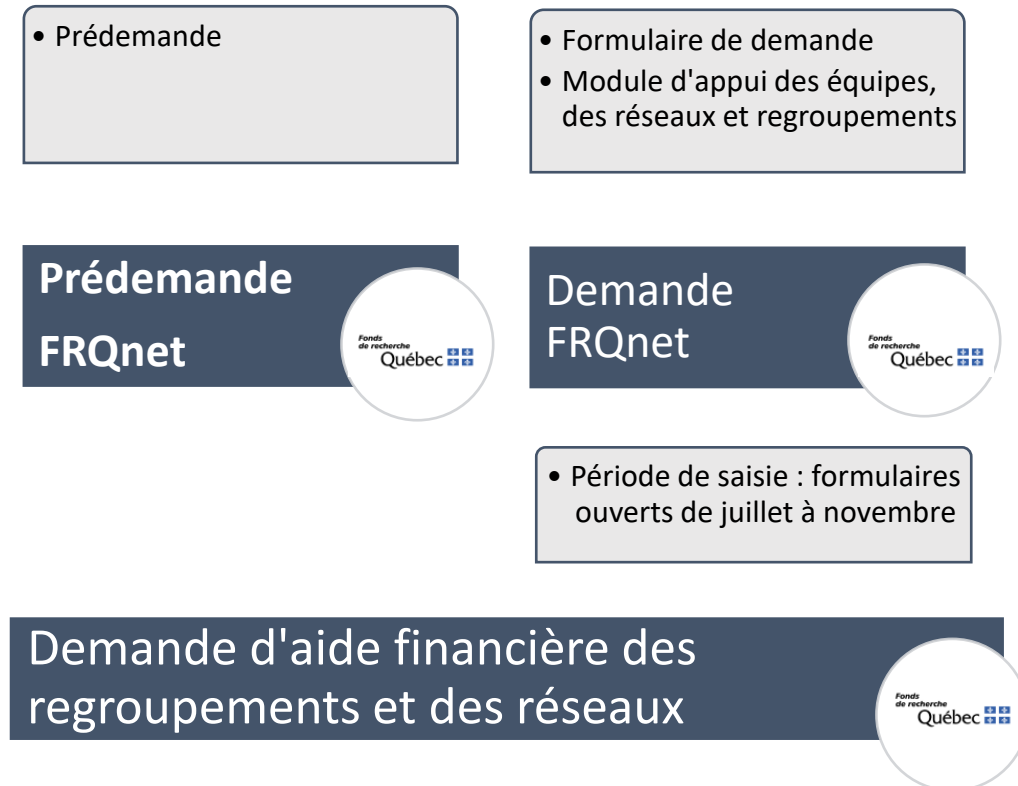 • Prédemande
• Formulaire de demande
• Module d'appui des équipes,
des réseaux et regroupements
Prédemande
FRQnet
Fonds
de recherche
Québec
Demande
FRQnet
Fonds
de recherche
Québec
• Période de saisie : formulaires
ouverts de juillet à novembre
Demande d'aide financière des
regroupements et des réseaux
Fonds
de recherche
Québec